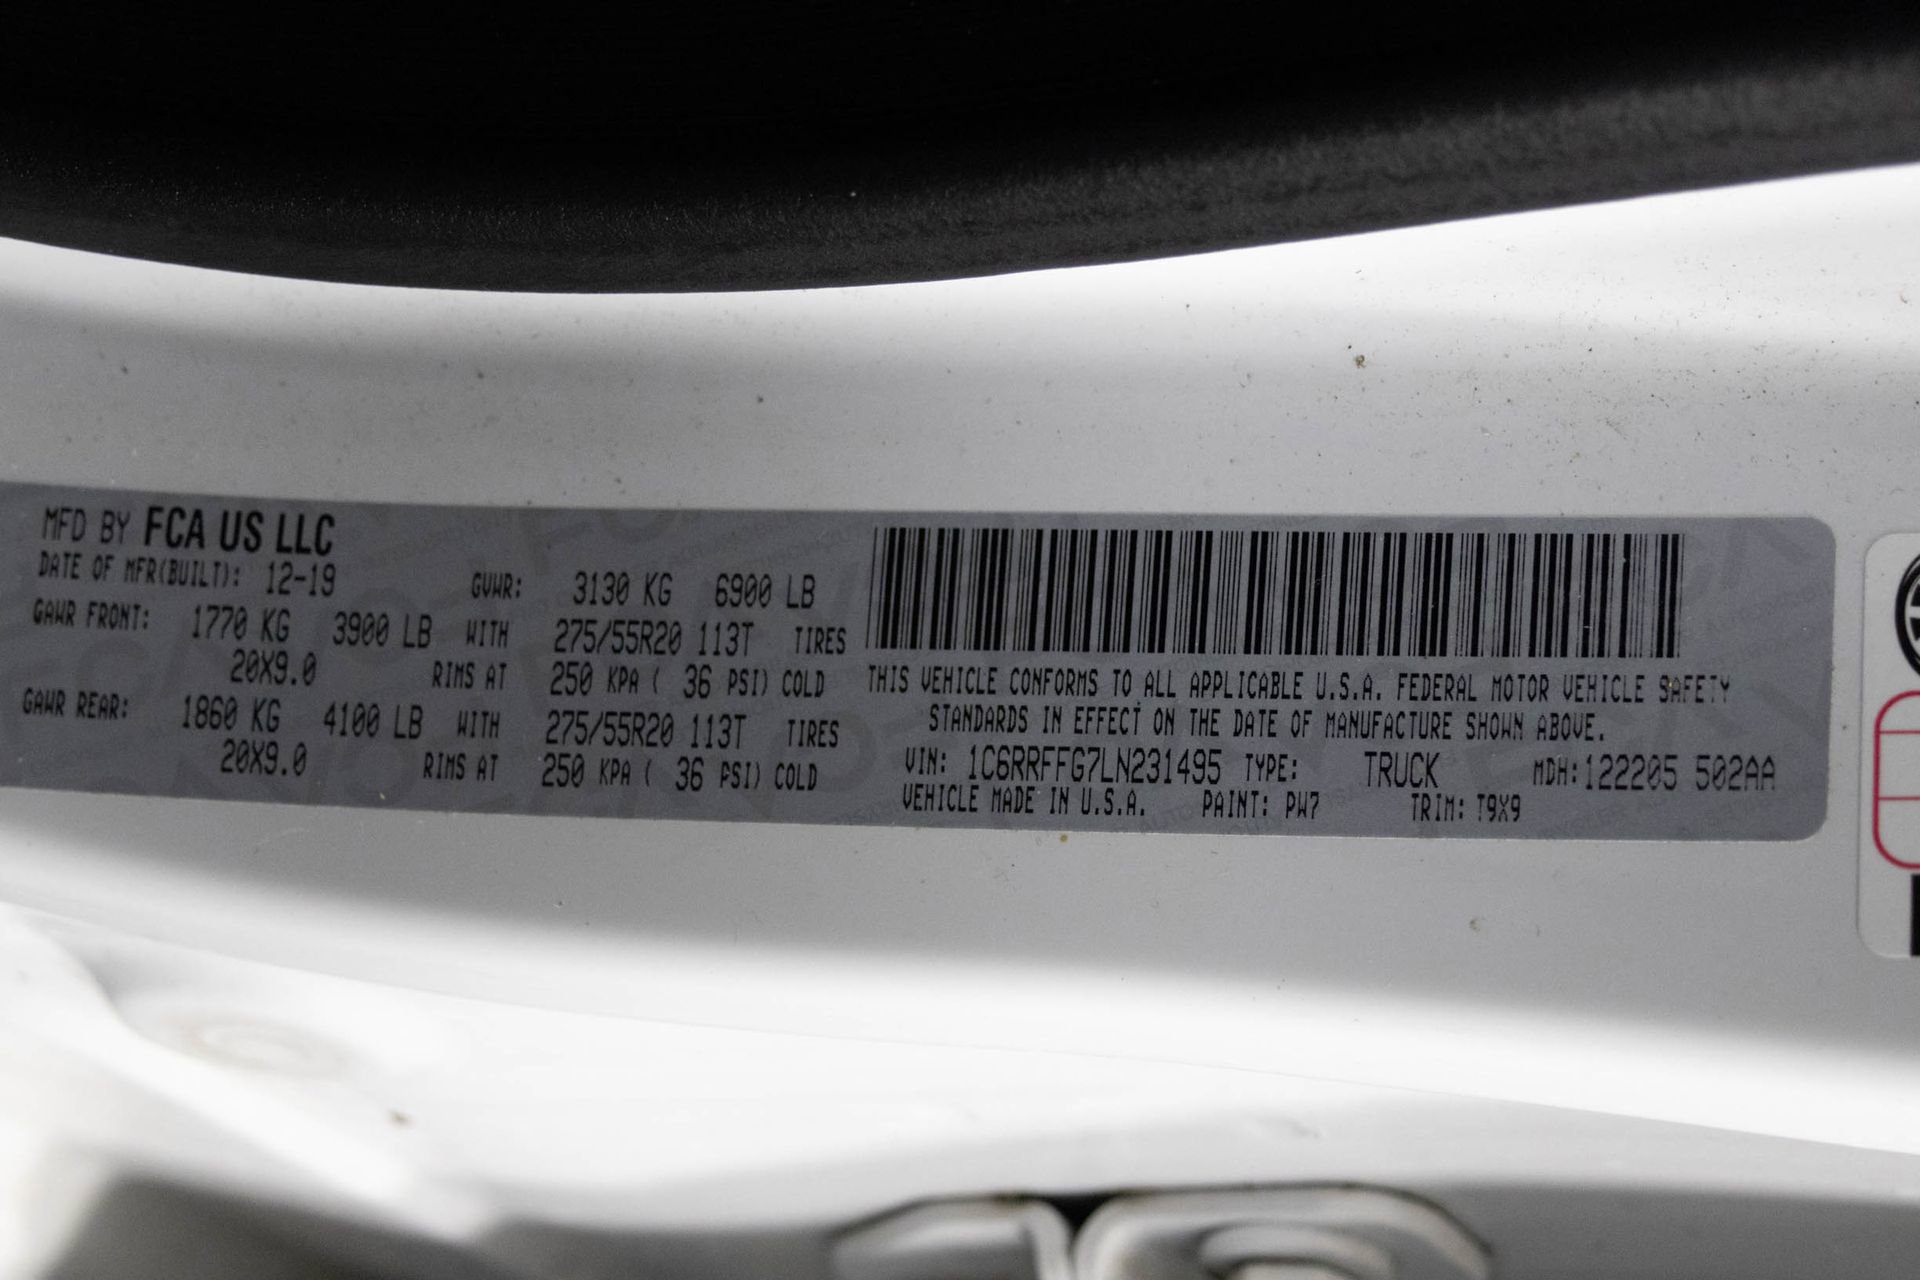 MFD BY FCA US LLC
DATE OF MFR(BUILT): 12-19 GVWR: 3130 KG 6900 LB
GAWR FRONT: 1770 KG 3900 LB WITH 275/55R20 113T TIRES
20X9.0 RIMS AT 250 KPA ( 36 PSI) COLD
GAWR REAR: 1860 KG 4100 LB WITH 275/55R20 113T TIRES
20X9.0 RIMS AT 250 KPA ( 36 PSI) COLD
THIS VEHICLE CONFORMS TO ALL APPLICABLE U.S.A. FEDERAL MOTOR VEHICLE SAFETY
STANDARDS IN EFFECT ON THE DATE OF MANUFACTURE SHOWN ABOVE.
VIN: 1C6RRFFG7LN231495 TYPE: TRUCK MDH: 122205 502AA
VEHICLE MADE IN U.S.A. PAINT: PW7 TRIM: T9X9